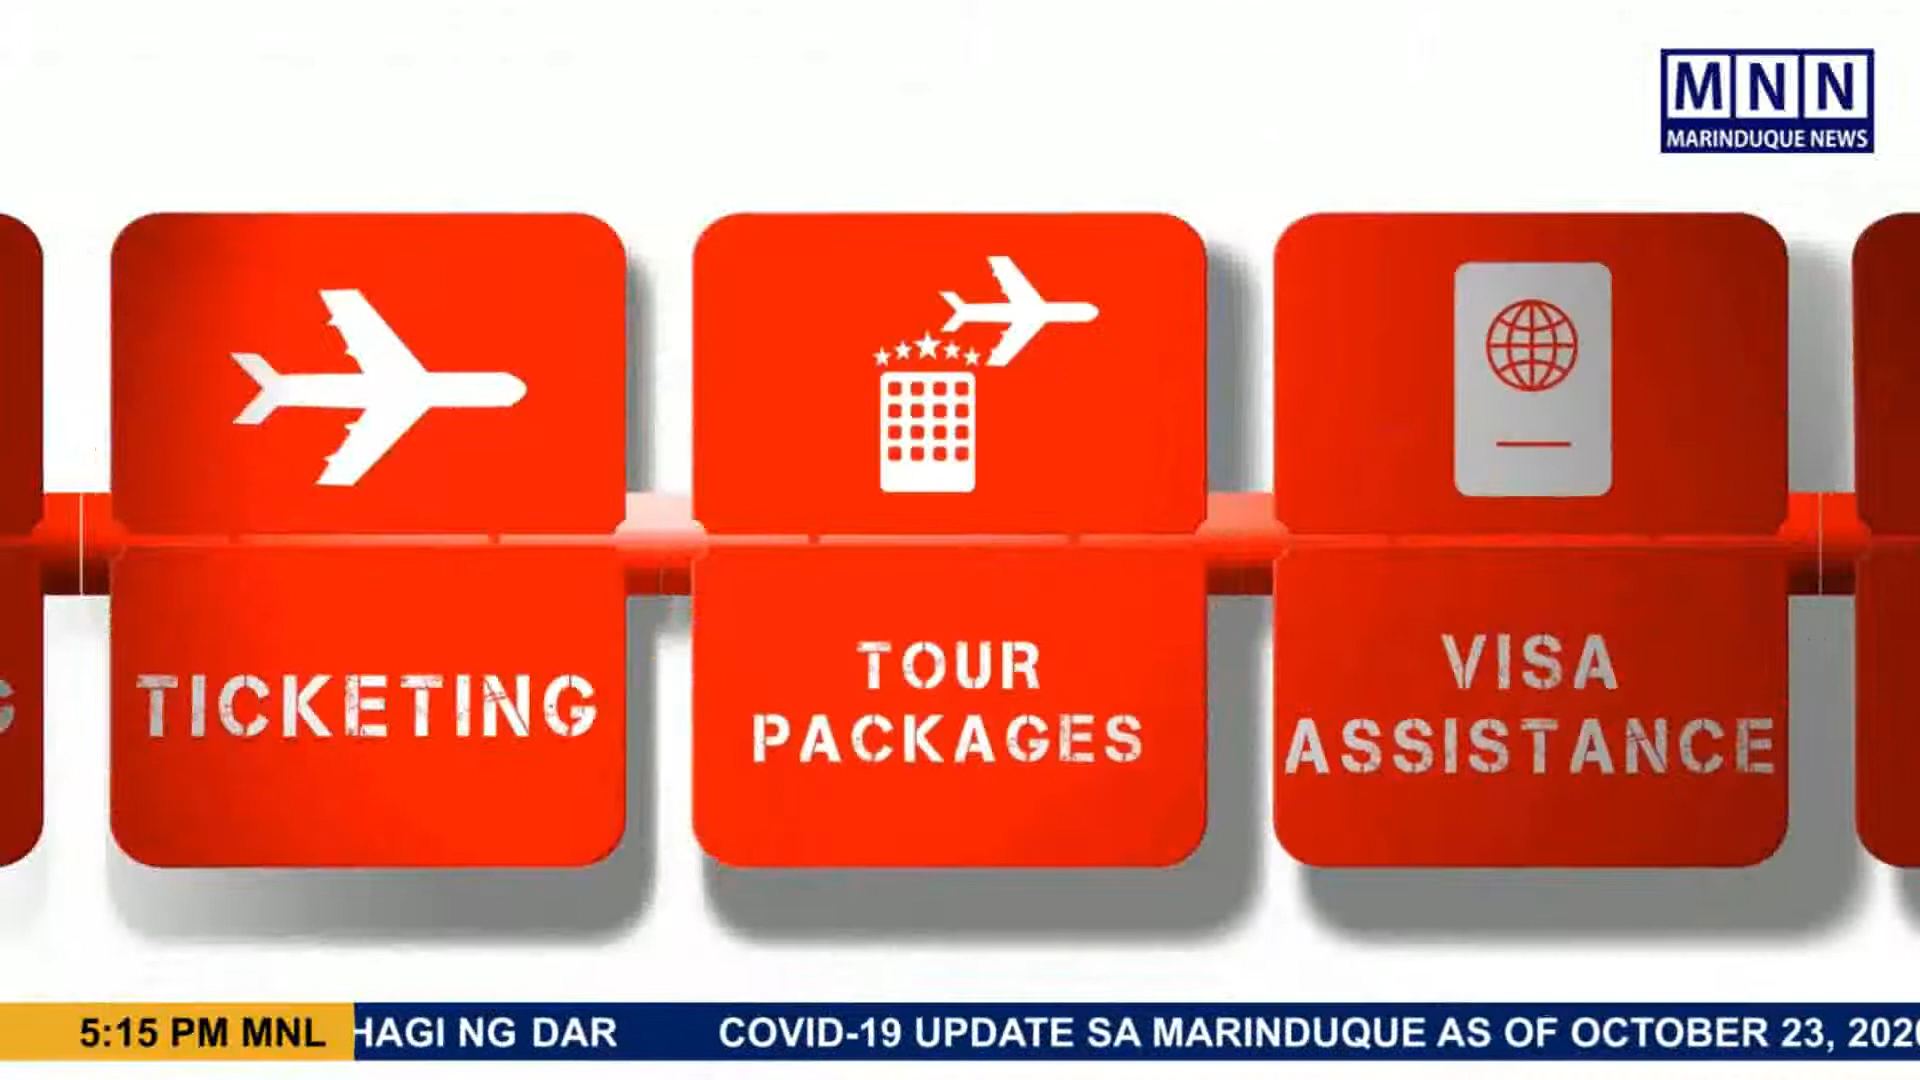 MNN
MARINDUQUE NEWS
TICKETING
TOUR
PACKAGES
VISA
ASSISTANCE
5:15 PM MNL
HAGI NG DAR
COVID-19 UPDATE SA MARINDUQUE AS OF OCTOBER 23, 2020